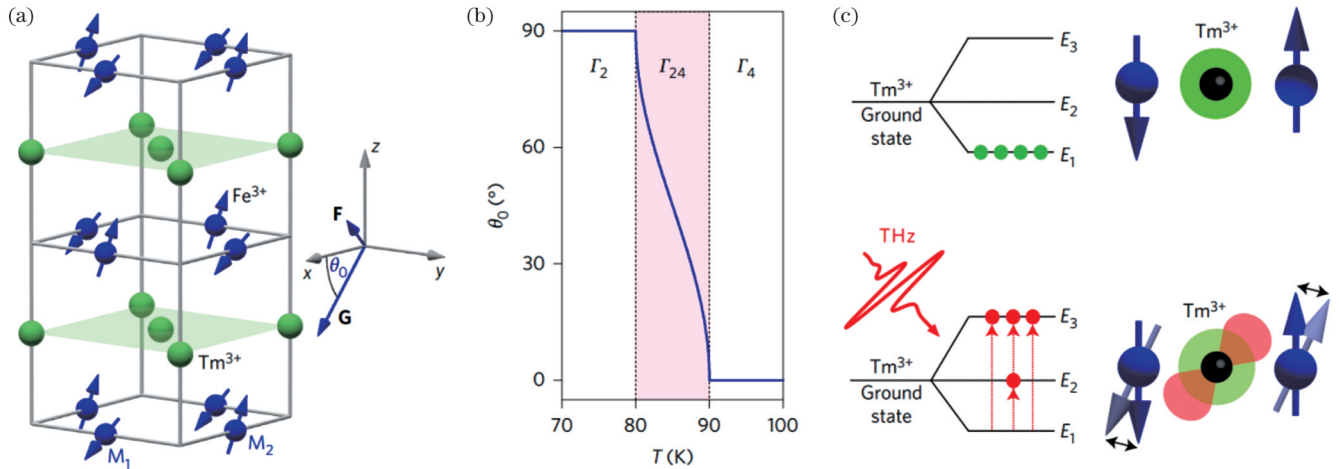 (a)
Fe³⁺
Tm³⁺
M₁
M₂
z
F
x
θ₀
y
G
(b)
90
60
30
0
θ₀ (°)
Γ₂
Γ₂₄
Γ₄
70
80
90
100
T (K)
(c)
E₃
Tm³⁺
Ground
state
E₂
E₁
Tm³⁺
THz
E₃
Tm³⁺
Ground
state
E₂
E₁
Tm³⁺